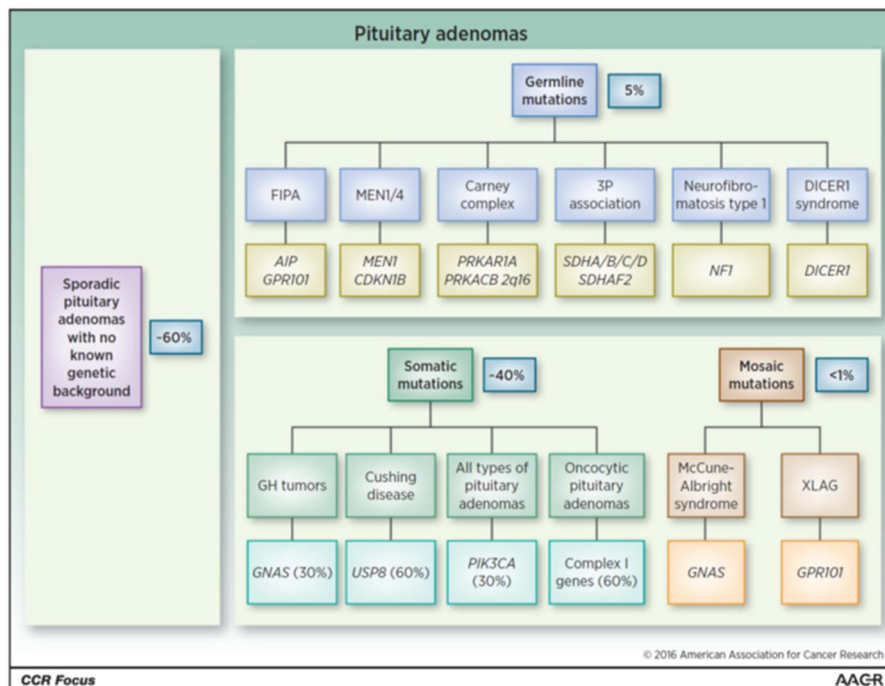 Pituitary adenomas
Sporadic
pituitary
adenomas
with no
known
genetic
background
~60%
Germline
mutations
5%
FIPA
MEN1/4
Carney
complex
3P
association
Neurofibro-
matosis type 1
DICER1
syndrome
AIP
GPR101
MEN1
CDKN1B
PRKAR1A
PRKACB 2q16
SDHA/B/C/D
SDHAF2
NF1
DICER1
Somatic
mutations
~40%
GH tumors
Cushing
disease
All types of
pituitary
adenomas
Oncocytic
pituitary
adenomas
GNAS (30%)
USP8 (60%)
PIK3CA
(30%)
Complex I
genes (60%)
Mosaic
mutations
<1%
McCune-
Albright
syndrome
XLAG
GNAS
GPR101
© 2016 American Association for Cancer Research
CCR Focus
AACR